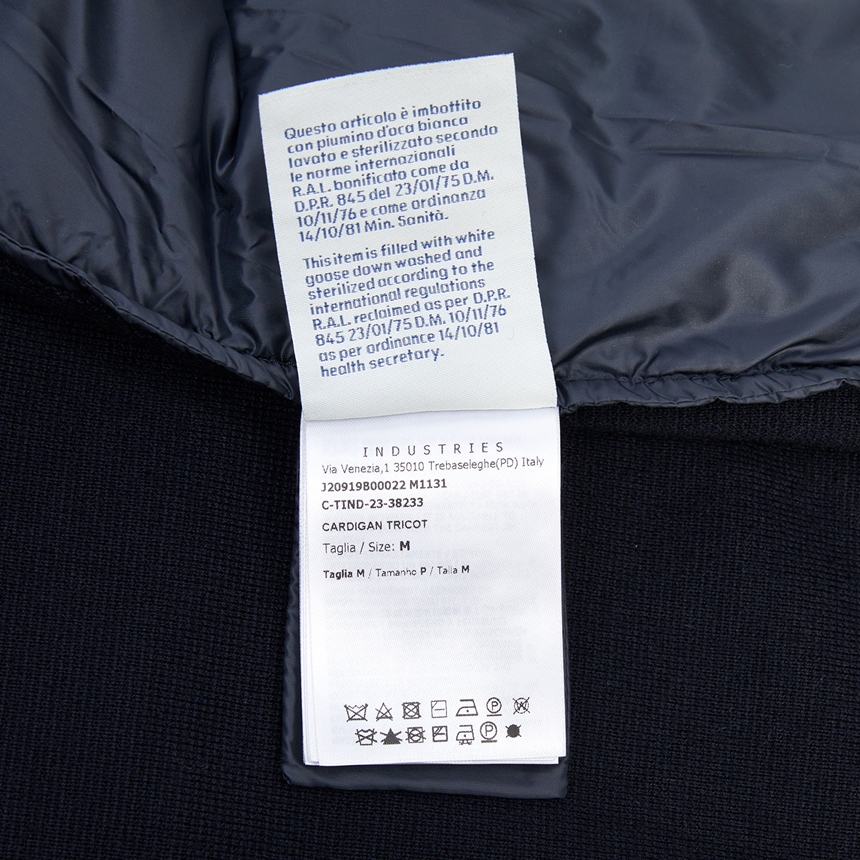 Questo articolo è imbottito
con piumino d'oca bianca
lavato e sterilizzato secondo
le norme internazionali
R.A.L. bonificato come da
D.P.R. 845 del 23/01/75 D.M.
10/11/76 e come ordinanza
14/10/81 Min. Sanità.
This item is filled with white
goose down washed and
sterilized according to the
international regulations
R.A.L. reclaimed as per D.P.R.
845 23/01/75 D.M. 10/11/76
as per ordinance 14/10/81
health secretary.
INDUSTRIES
Via Venezia,1 35010 Trebaseleghe(PD) Italy
J20919B00022 M1131
C-TIND-23-38233
CARDIGAN TRICOT
Taglia / Size: M
Taglia M / Tamanho P / Talla M